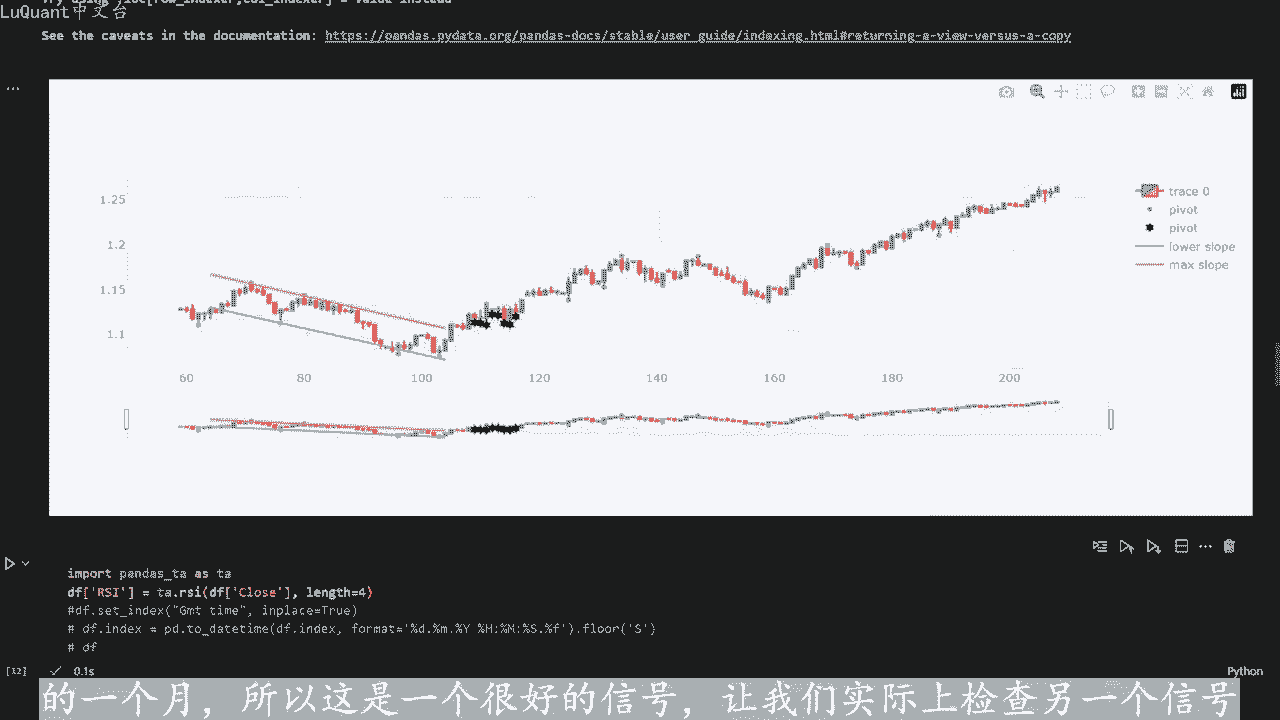 LuQuant中文台
See the caveats in the documentation: https://pandas.pydata.org/pandas-docs/stable/user_guide/indexing.html#returning-a-view-versus-a-copy
1.25
1.2
1.15
1.1
60 80 100 120 140 160 180 200
trace 0
pivot
pivot
lower slope
max slope
import pandas_ta as ta
df['RSI'] = ta.rsi(df['Close'], length=4)
#df.set_index("Gmt time", inplace=True)
# df.index = pd.to_datetime(df.index, format='%d.%m.%Y %H:%M:%S.%f').floor('S')
# df
[12] 0.1s
Python
的一个月，所以这是一个很好的信号，让我们实际上检查另一个信号